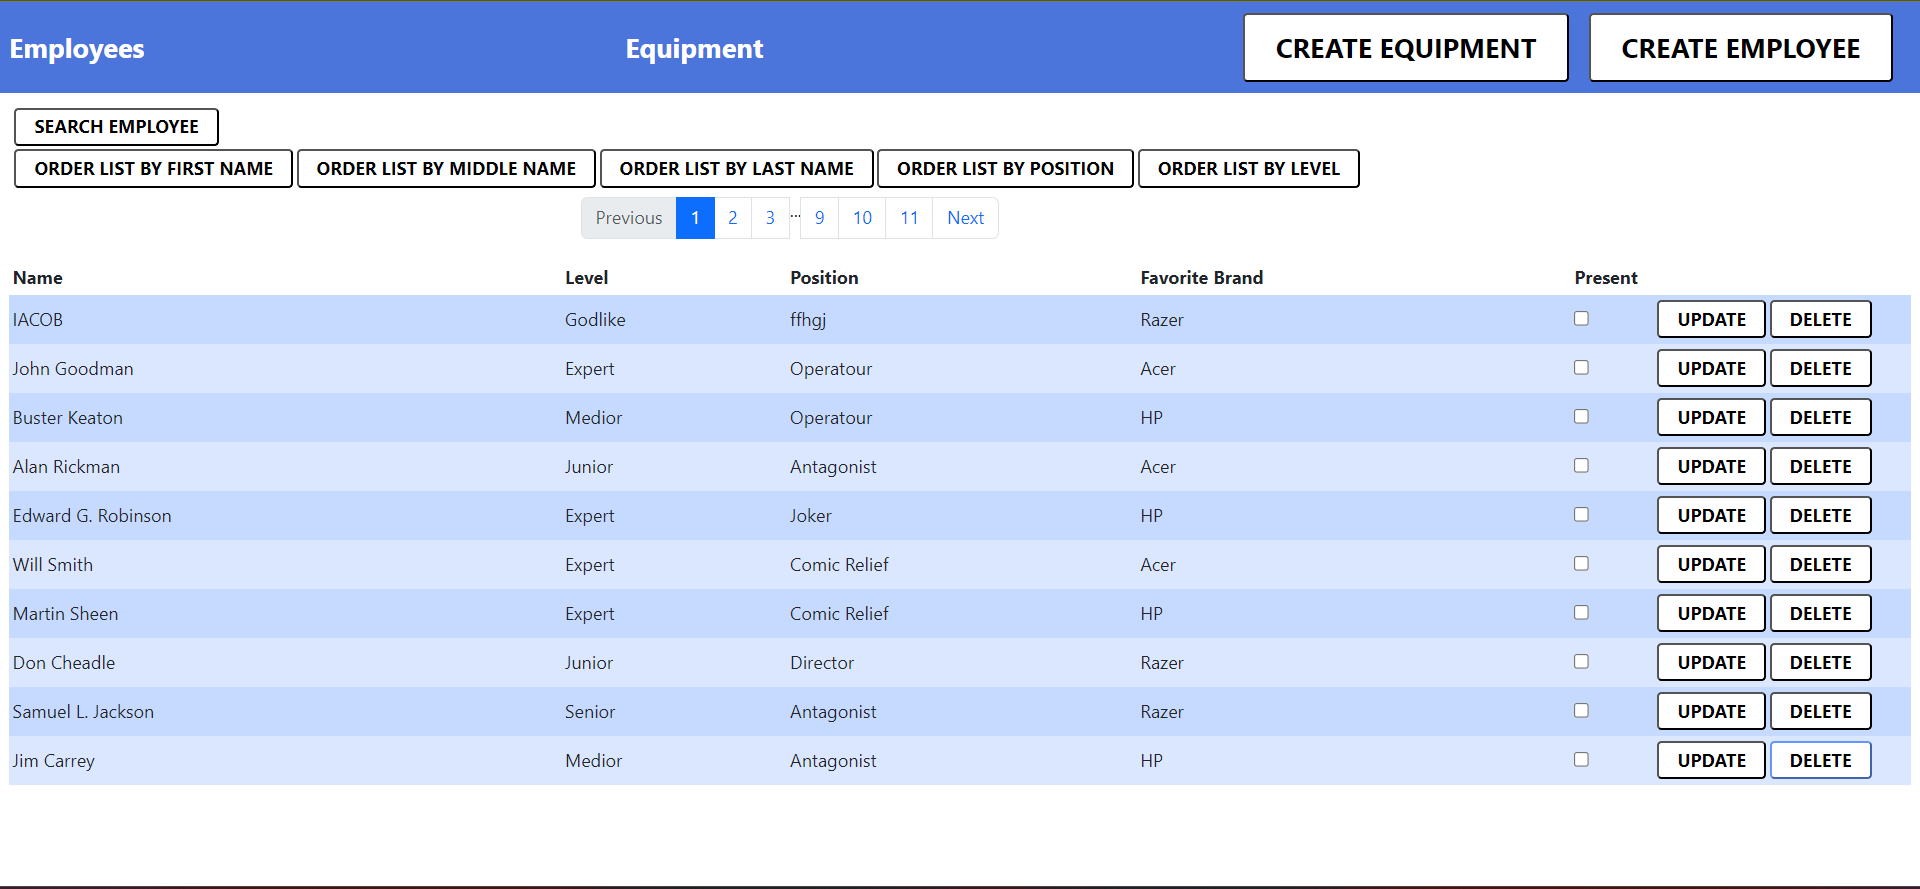 Employees Equipment CREATE EQUIPMENT CREATE EMPLOYEE
SEARCH EMPLOYEE
ORDER LIST BY FIRST NAME ORDER LIST BY MIDDLE NAME ORDER LIST BY LAST NAME ORDER LIST BY POSITION ORDER LIST BY LEVEL
Previous 1 2 3 ... 9 10 11 Next
Name Level Position Favorite Brand Present
IACOB Godlike ffhgj Razer UPDATE DELETE
John Goodman Expert Operatour Acer UPDATE DELETE
Buster Keaton Medior Operatour HP UPDATE DELETE
Alan Rickman Junior Antagonist Acer UPDATE DELETE
Edward G. Robinson Expert Joker HP UPDATE DELETE
Will Smith Expert Comic Relief Acer UPDATE DELETE
Martin Sheen Expert Comic Relief HP UPDATE DELETE
Don Cheadle Junior Director Razer UPDATE DELETE
Samuel L. Jackson Senior Antagonist Razer UPDATE DELETE
Jim Carrey Medior Antagonist HP UPDATE DELETE